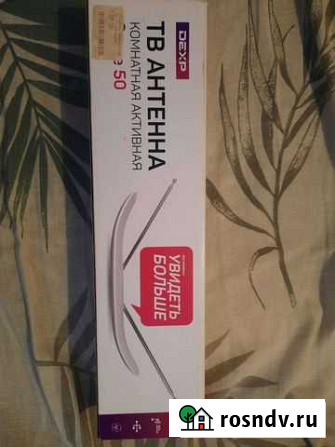 DEXP
ТВ АНТЕННА
КОМНАТНАЯ АКТИВНАЯ
50
УВИДЕТЬ
БОЛЬШЕ
rosndv.ru